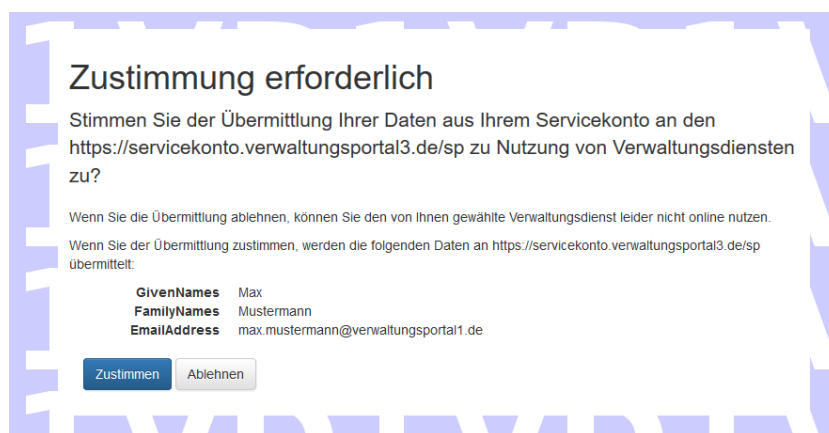 Zustimmung erforderlich
Stimmen Sie der Übermittlung Ihrer Daten aus Ihrem Servicekonto an den
https://servicekonto.verwaltungsportal3.de/sp zu Nutzung von Verwaltungsdiensten
zu?
Wenn Sie die Übermittlung ablehnen, können Sie den von Ihnen gewählte Verwaltungsdienst leider nicht online nutzen.
Wenn Sie der Übermittlung zustimmen, werden die folgenden Daten an https://servicekonto.verwaltungsportal3.de/sp
übermittelt:
GivenNames Max
FamilyNames Mustermann
EmailAddress max.mustermann@verwaltungsportal1.de
Zustimmen Ablehnen